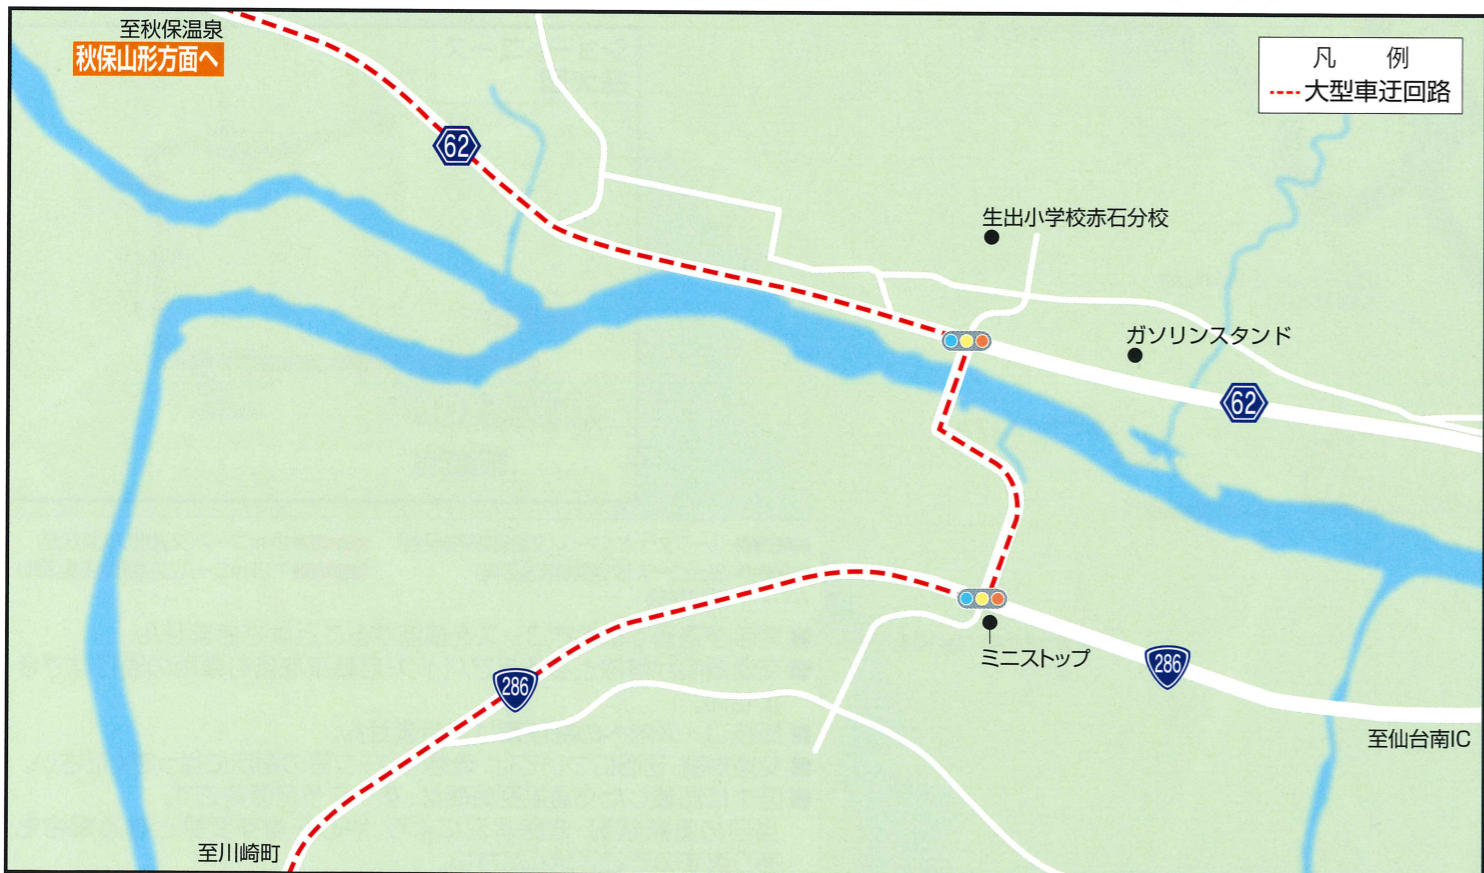 至秋保温泉
秋保山形方面へ
凡　例
大型車迂回路
62
生出小学校赤石分校
ガソリンスタンド
62
ミニストップ
286
286
至仙台南IC
至川崎町